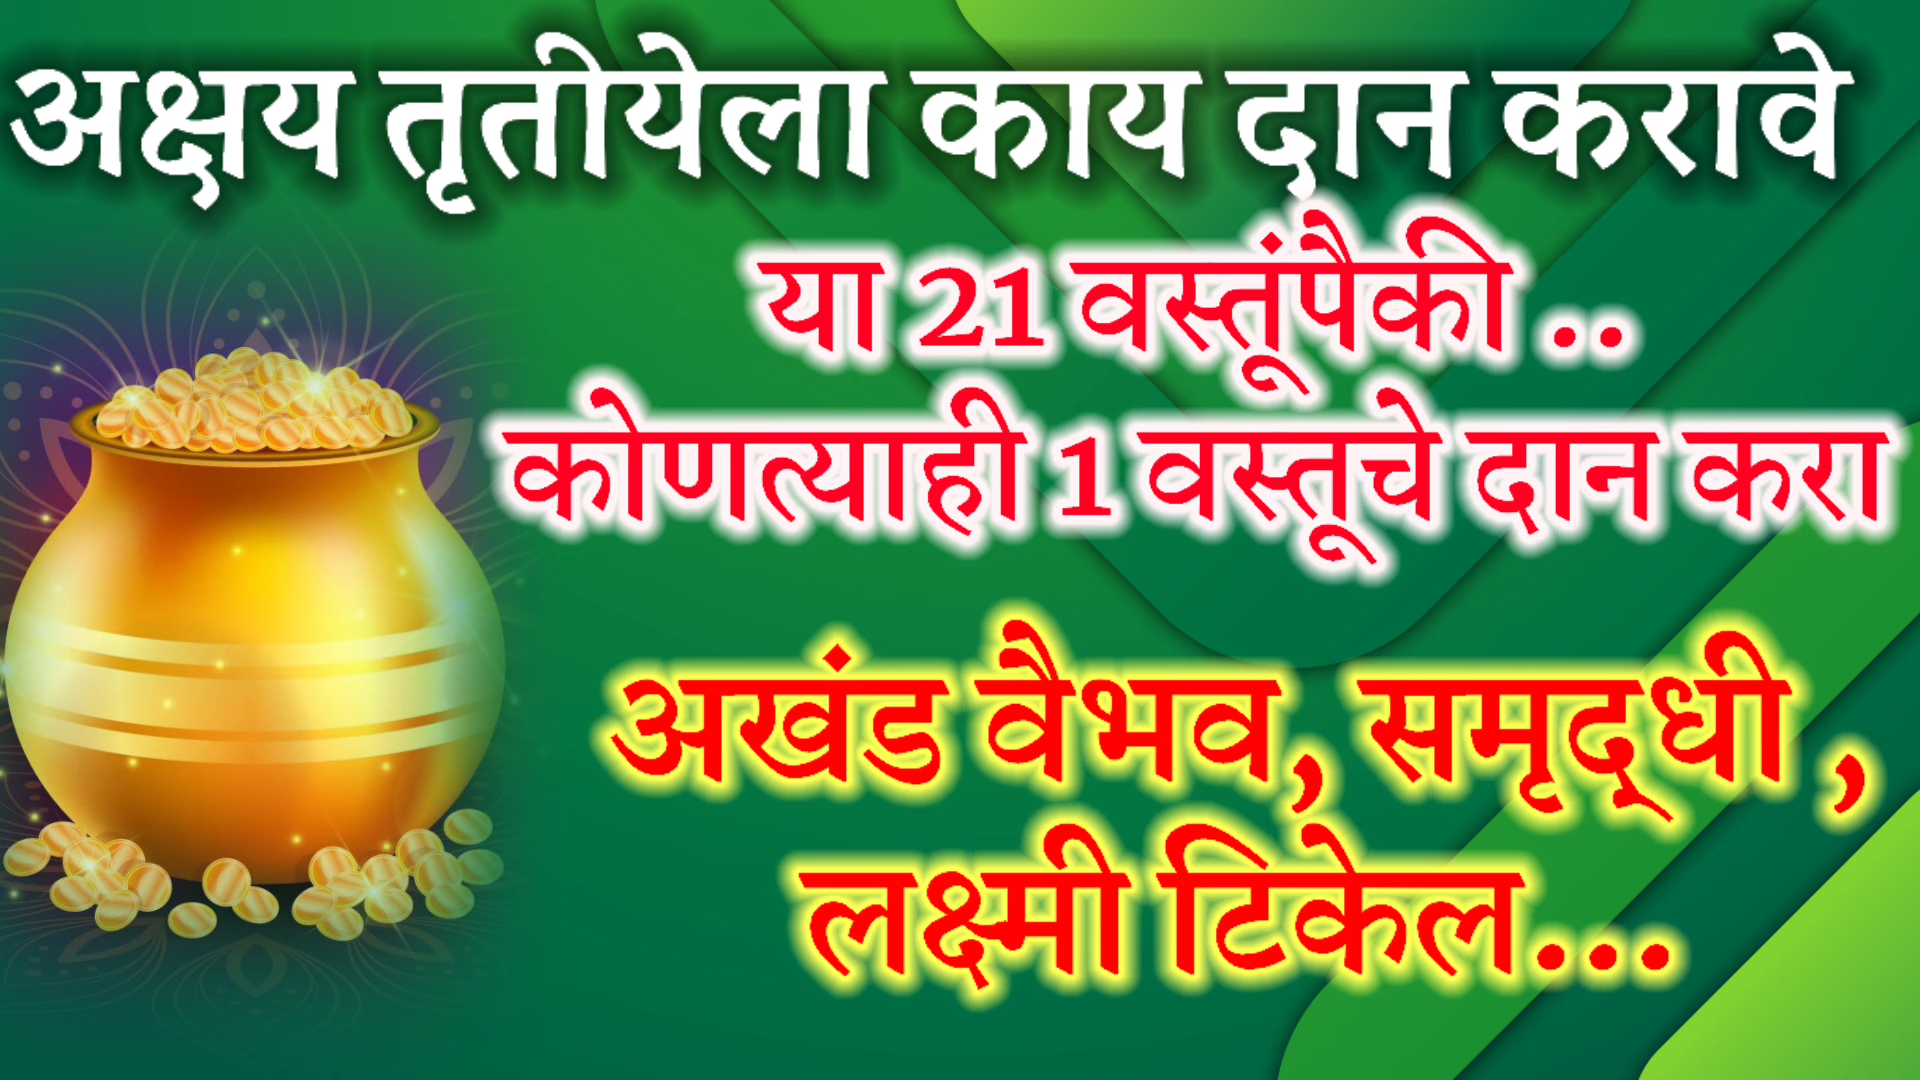 अक्षय तृतीयेला काय दान करावे
या 21 वस्तूंपैकी ..
कोणत्याही 1 वस्तूचे दान करा
अखंड वैभव, समृद्‌धी ,
लक्ष्मी टिकेल...